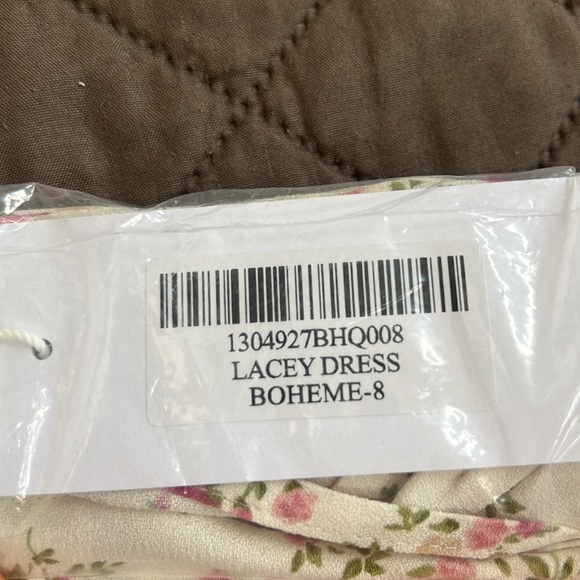 1304927BHQ008
LACEY DRESS
BOHEME-8